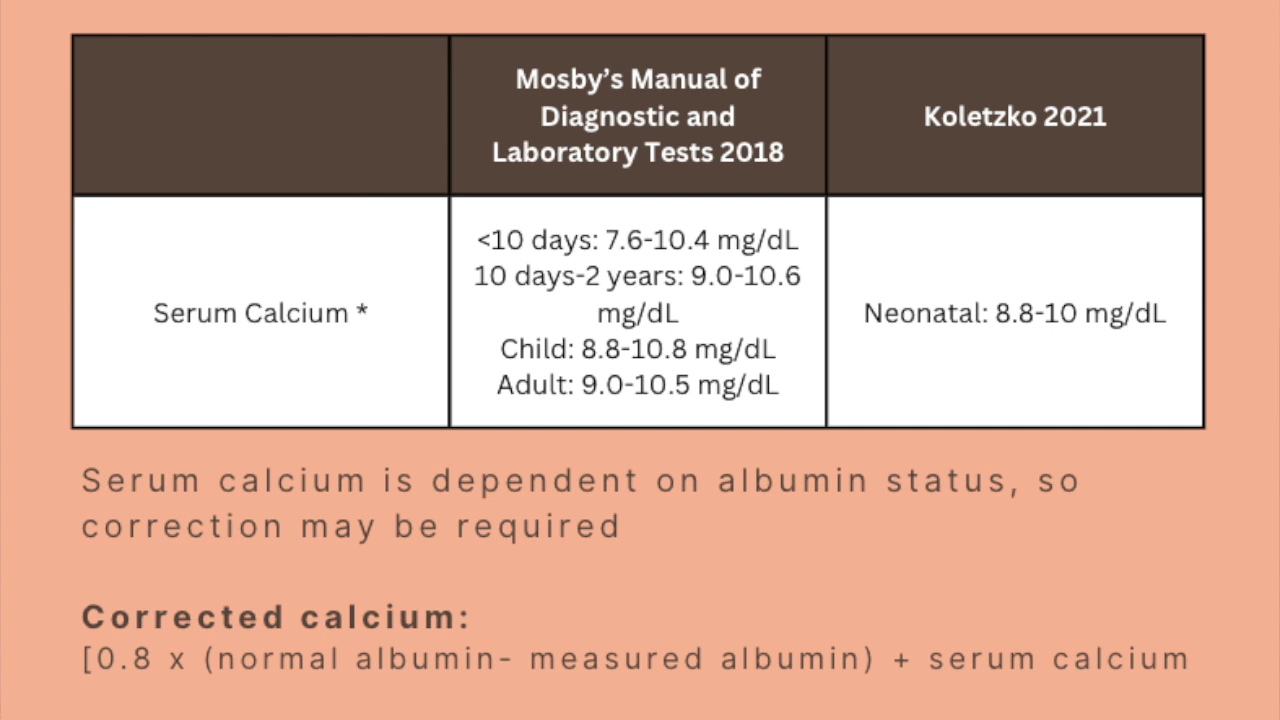 Mosby’s Manual of
Diagnostic and
Laboratory Tests 2018
Koletzko 2021
Serum Calcium *
<10 days: 7.6-10.4 mg/dL
10 days-2 years: 9.0-10.6
mg/dL
Child: 8.8-10.8 mg/dL
Adult: 9.0-10.5 mg/dL
Neonatal: 8.8-10 mg/dL
Serum calcium is dependent on albumin status, so
correction may be required
Corrected calcium:
[0.8 x (normal albumin- measured albumin) + serum calcium